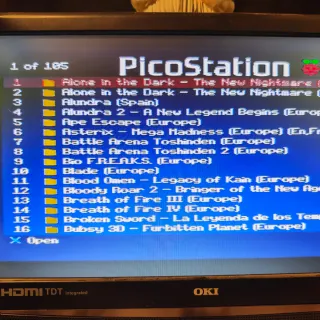 1 of 105 PicoStation
1 Alone in the Dark - The New Nightmare (
2 Alone in the Dark - The New Nightmare (
3 Alundra (Spain)
4 Alundra 2 - A New Legend Begins (Europ
5 Ape Escape (Europe)
6 Asterix - Mega Madness (Europe) (En,Fr
7 Battle Arena Toshinden (Europe)
8 Battle Arena Toshinden 2 (Europe)
9 Bio F.R.E.A.K.S. (Europe)
10 Blade (Europe)
11 Blood Omen - Legacy of Kain (Europe)
12 Bloody Roar 2 - Bringer of the New Age
13 Breath of Fire III (Europe)
14 Breath of Fire IV (Europe)
15 Broken Sword - La Leyenda de los Temp
16 Bubsy 3D - Furbitten Planet (Europe)
X Open
HDMI TDT integrated OKI